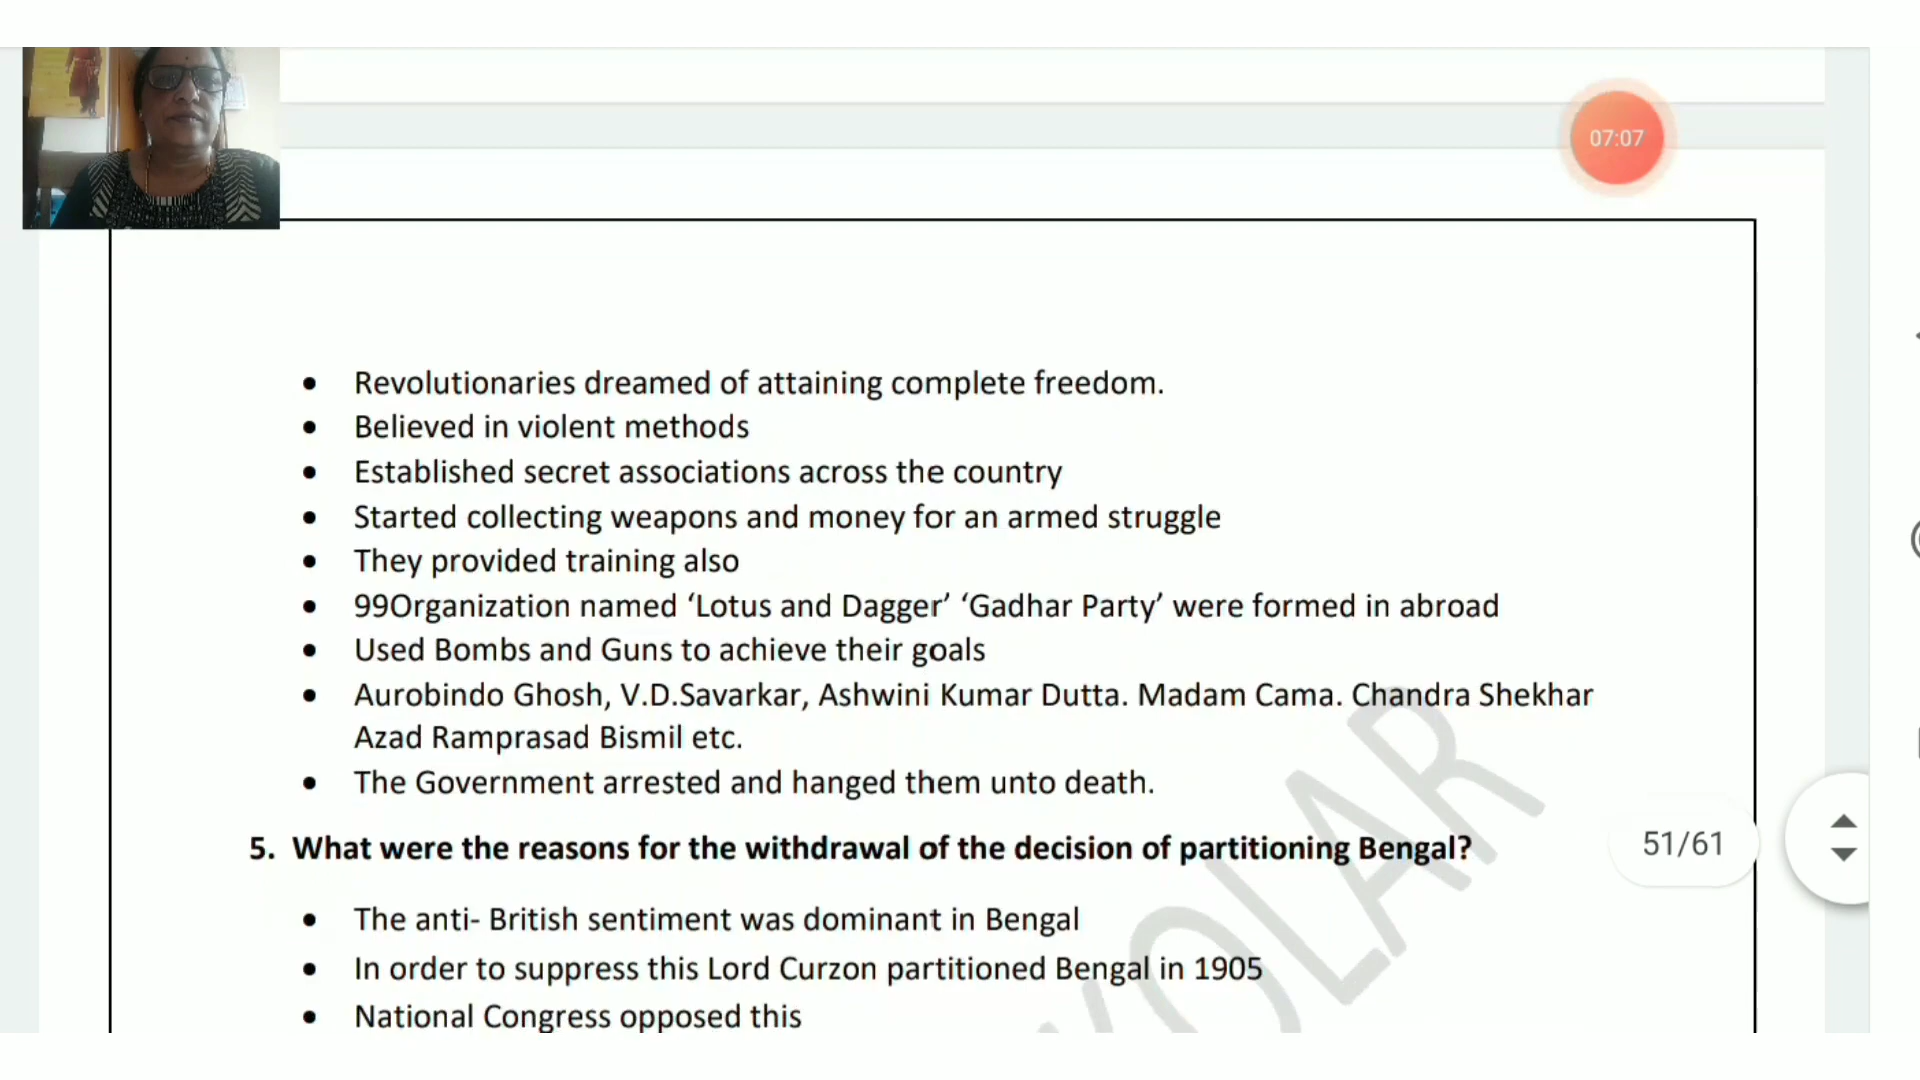 07:07
• Revolutionaries dreamed of attaining complete freedom.
• Believed in violent methods
• Established secret associations across the country
• Started collecting weapons and money for an armed struggle
• They provided training also
• 99Organization named ‘Lotus and Dagger’ ‘Gadhar Party’ were formed in abroad
• Used Bombs and Guns to achieve their goals
• Aurobindo Ghosh, V.D.Savarkar, Ashwini Kumar Dutta. Madam Cama. Chandra Shekhar
Azad Ramprasad Bismil etc.
• The Government arrested and hanged them unto death.
5. What were the reasons for the withdrawal of the decision of partitioning Bengal?
51/61
• The anti- British sentiment was dominant in Bengal
• In order to suppress this Lord Curzon partitioned Bengal in 1905
• National Congress opposed this
KOLAR